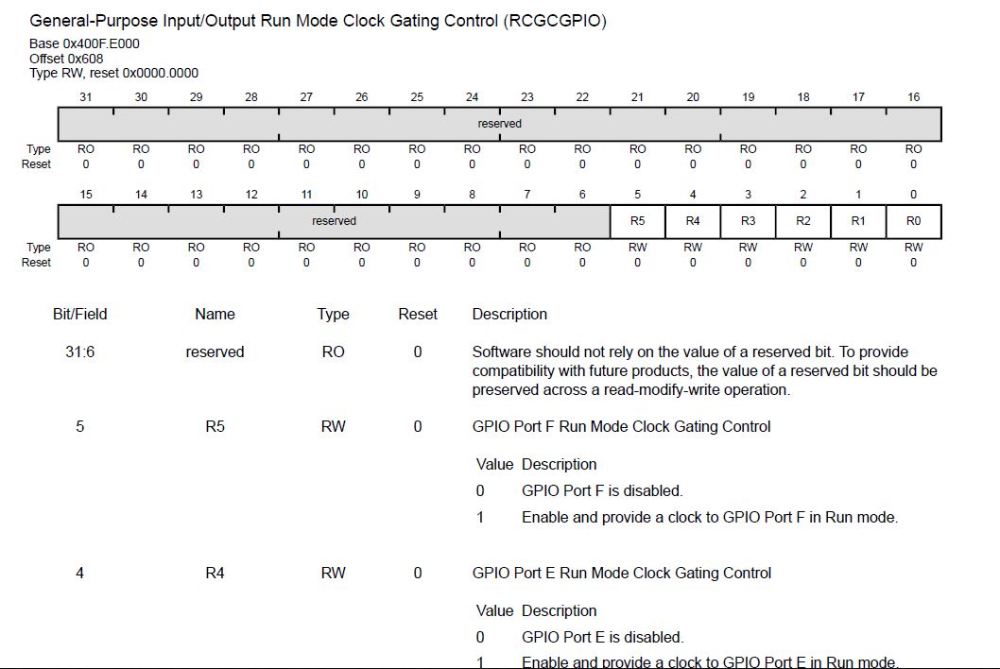 General-Purpose Input/Output Run Mode Clock Gating Control (RCGCGPIO)
Base 0x400F.E000
Offset 0x608
Type RW, reset 0x0000.0000
31 30 29 28 27 26 25 24 23 22 21 20 19 18 17 16
reserved
Type RO RO RO RO RO RO RO RO RO RO RO RO RO RO RO RO
Reset 0 0 0 0 0 0 0 0 0 0 0 0 0 0 0 0
15 14 13 12 11 10 9 8 7 6 5 4 3 2 1 0
reserved R5 R4 R3 R2 R1 R0
Type RO RO RO RO RO RO RO RO RO RO RW RW RW RW RW RW
Reset 0 0 0 0 0 0 0 0 0 0 0 0 0 0 0 0
Bit/Field Name Type Reset Description
31:6 reserved RO 0 Software should not rely on the value of a reserved bit. To provide
compatibility with future products, the value of a reserved bit should be
preserved across a read-modify-write operation.
5 R5 RW 0 GPIO Port F Run Mode Clock Gating Control
Value Description
0 GPIO Port F is disabled.
1 Enable and provide a clock to GPIO Port F in Run mode.
4 R4 RW 0 GPIO Port E Run Mode Clock Gating Control
Value Description
0 GPIO Port E is disabled.
1 Enable and provide a clock to GPIO Port E in Run mode.